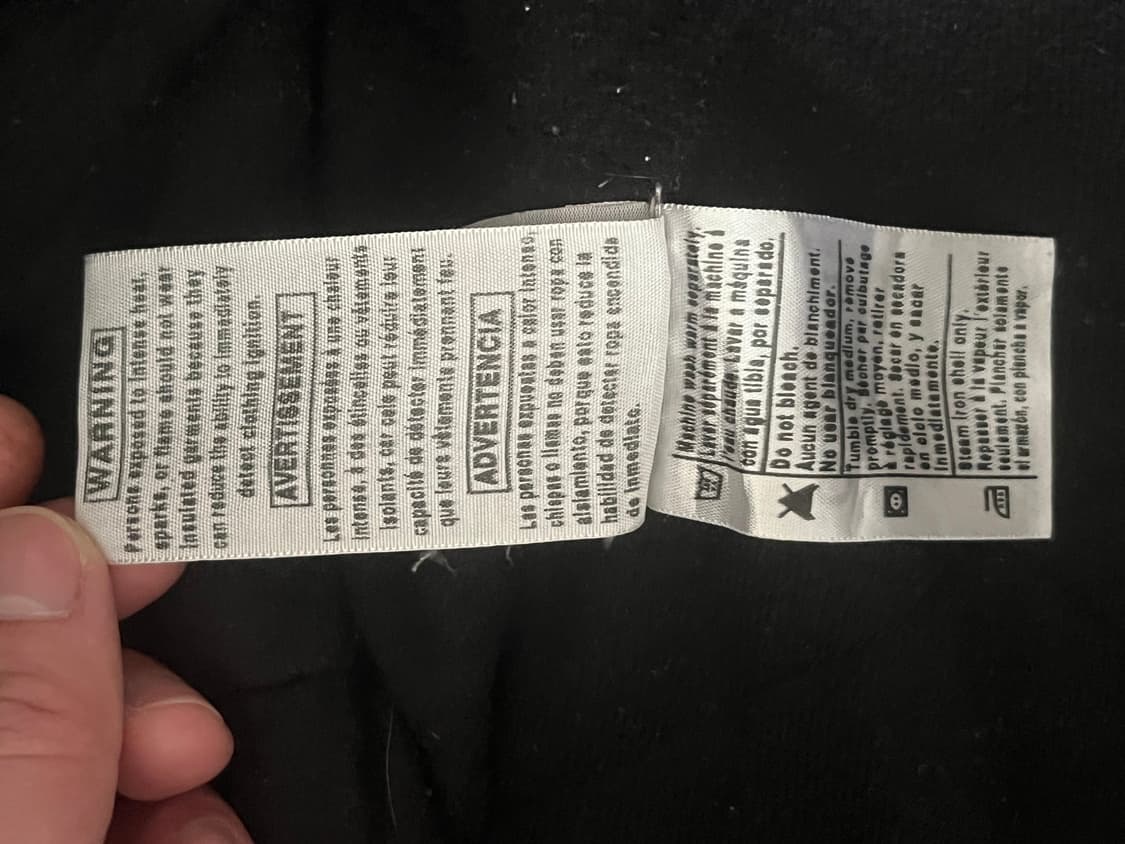 WARNING
Persons exposed to intense heat,
sparks, or flame should not wear
insulated garments because they
can reduce the ability to immediately
detect clothing ignition.
AVERTISSEMENT
Les personnes exposées à une chaleur
intense, à des étincelles ou vêtements
isolants, car cela peut réduire leur
capacité de détecter immédiatement
que leurs vêtements prennant feu.
ADVERTENCIA
Las personas expuestas a calor intenso,
chispas o llamas no deben usar ropa con
aislamiento, porque esto reduce la
habilidad de detectar ropa encendida
de inmediato.
Machine wash warm separately.
Laver séparément à la machine à
l'eau chaude. Lavar a máquina
con agua tibia, por separado.
Do not bleach.
Aucun agent de blanchiment.
No usar blanqueador.
Tumble dry medium, remove
promptly. Sécher par culbutage
à réglage moyen, retirer
rapidement. Secar en secadora
en ciclo medio, y sacar
inmediatamente.
Steam iron shell only.
Repasser à la vapeur l'extérieur
seulement. Planchar solamente
el armazón, con plancha a vapor.